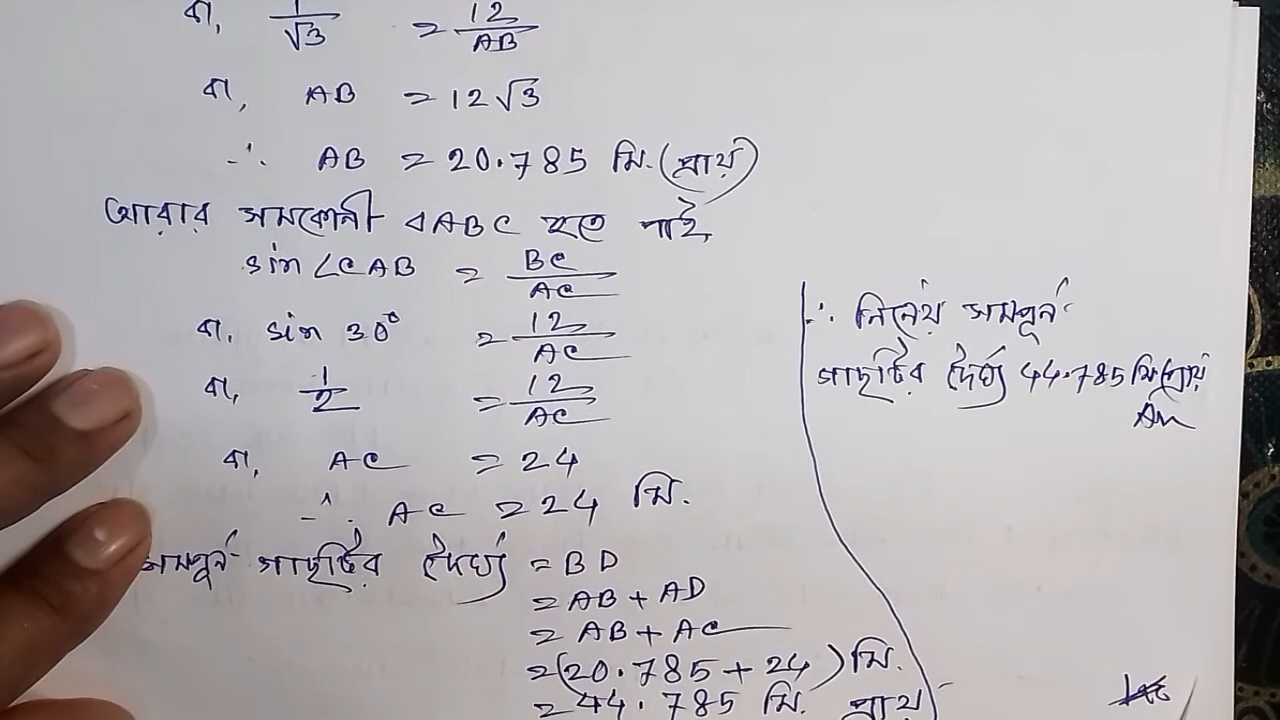 বা, 1/√3 = 12/AB
বা, AB = 12√3
∴ AB = 20.785 মি. (প্রায়)
আবার সমকোনী ◁ABC হতে পাই,
sin∠CAB = BC/AC
বা, sin 30° = 12/AC
বা, 1/2 = 12/AC
বা, AC = 24
∴ AC = 24 মি.
সম্পূর্ন গাছটির দৈর্ঘ্য = BD
= AB + AD
= AB + AC
= (20.785 + 24) মি.
= 44.785 মি. প্রায়
∴ নির্নেয় সম্পূর্ন
গাছটির দৈর্ঘ্য 44.785 মি (প্রায়
An